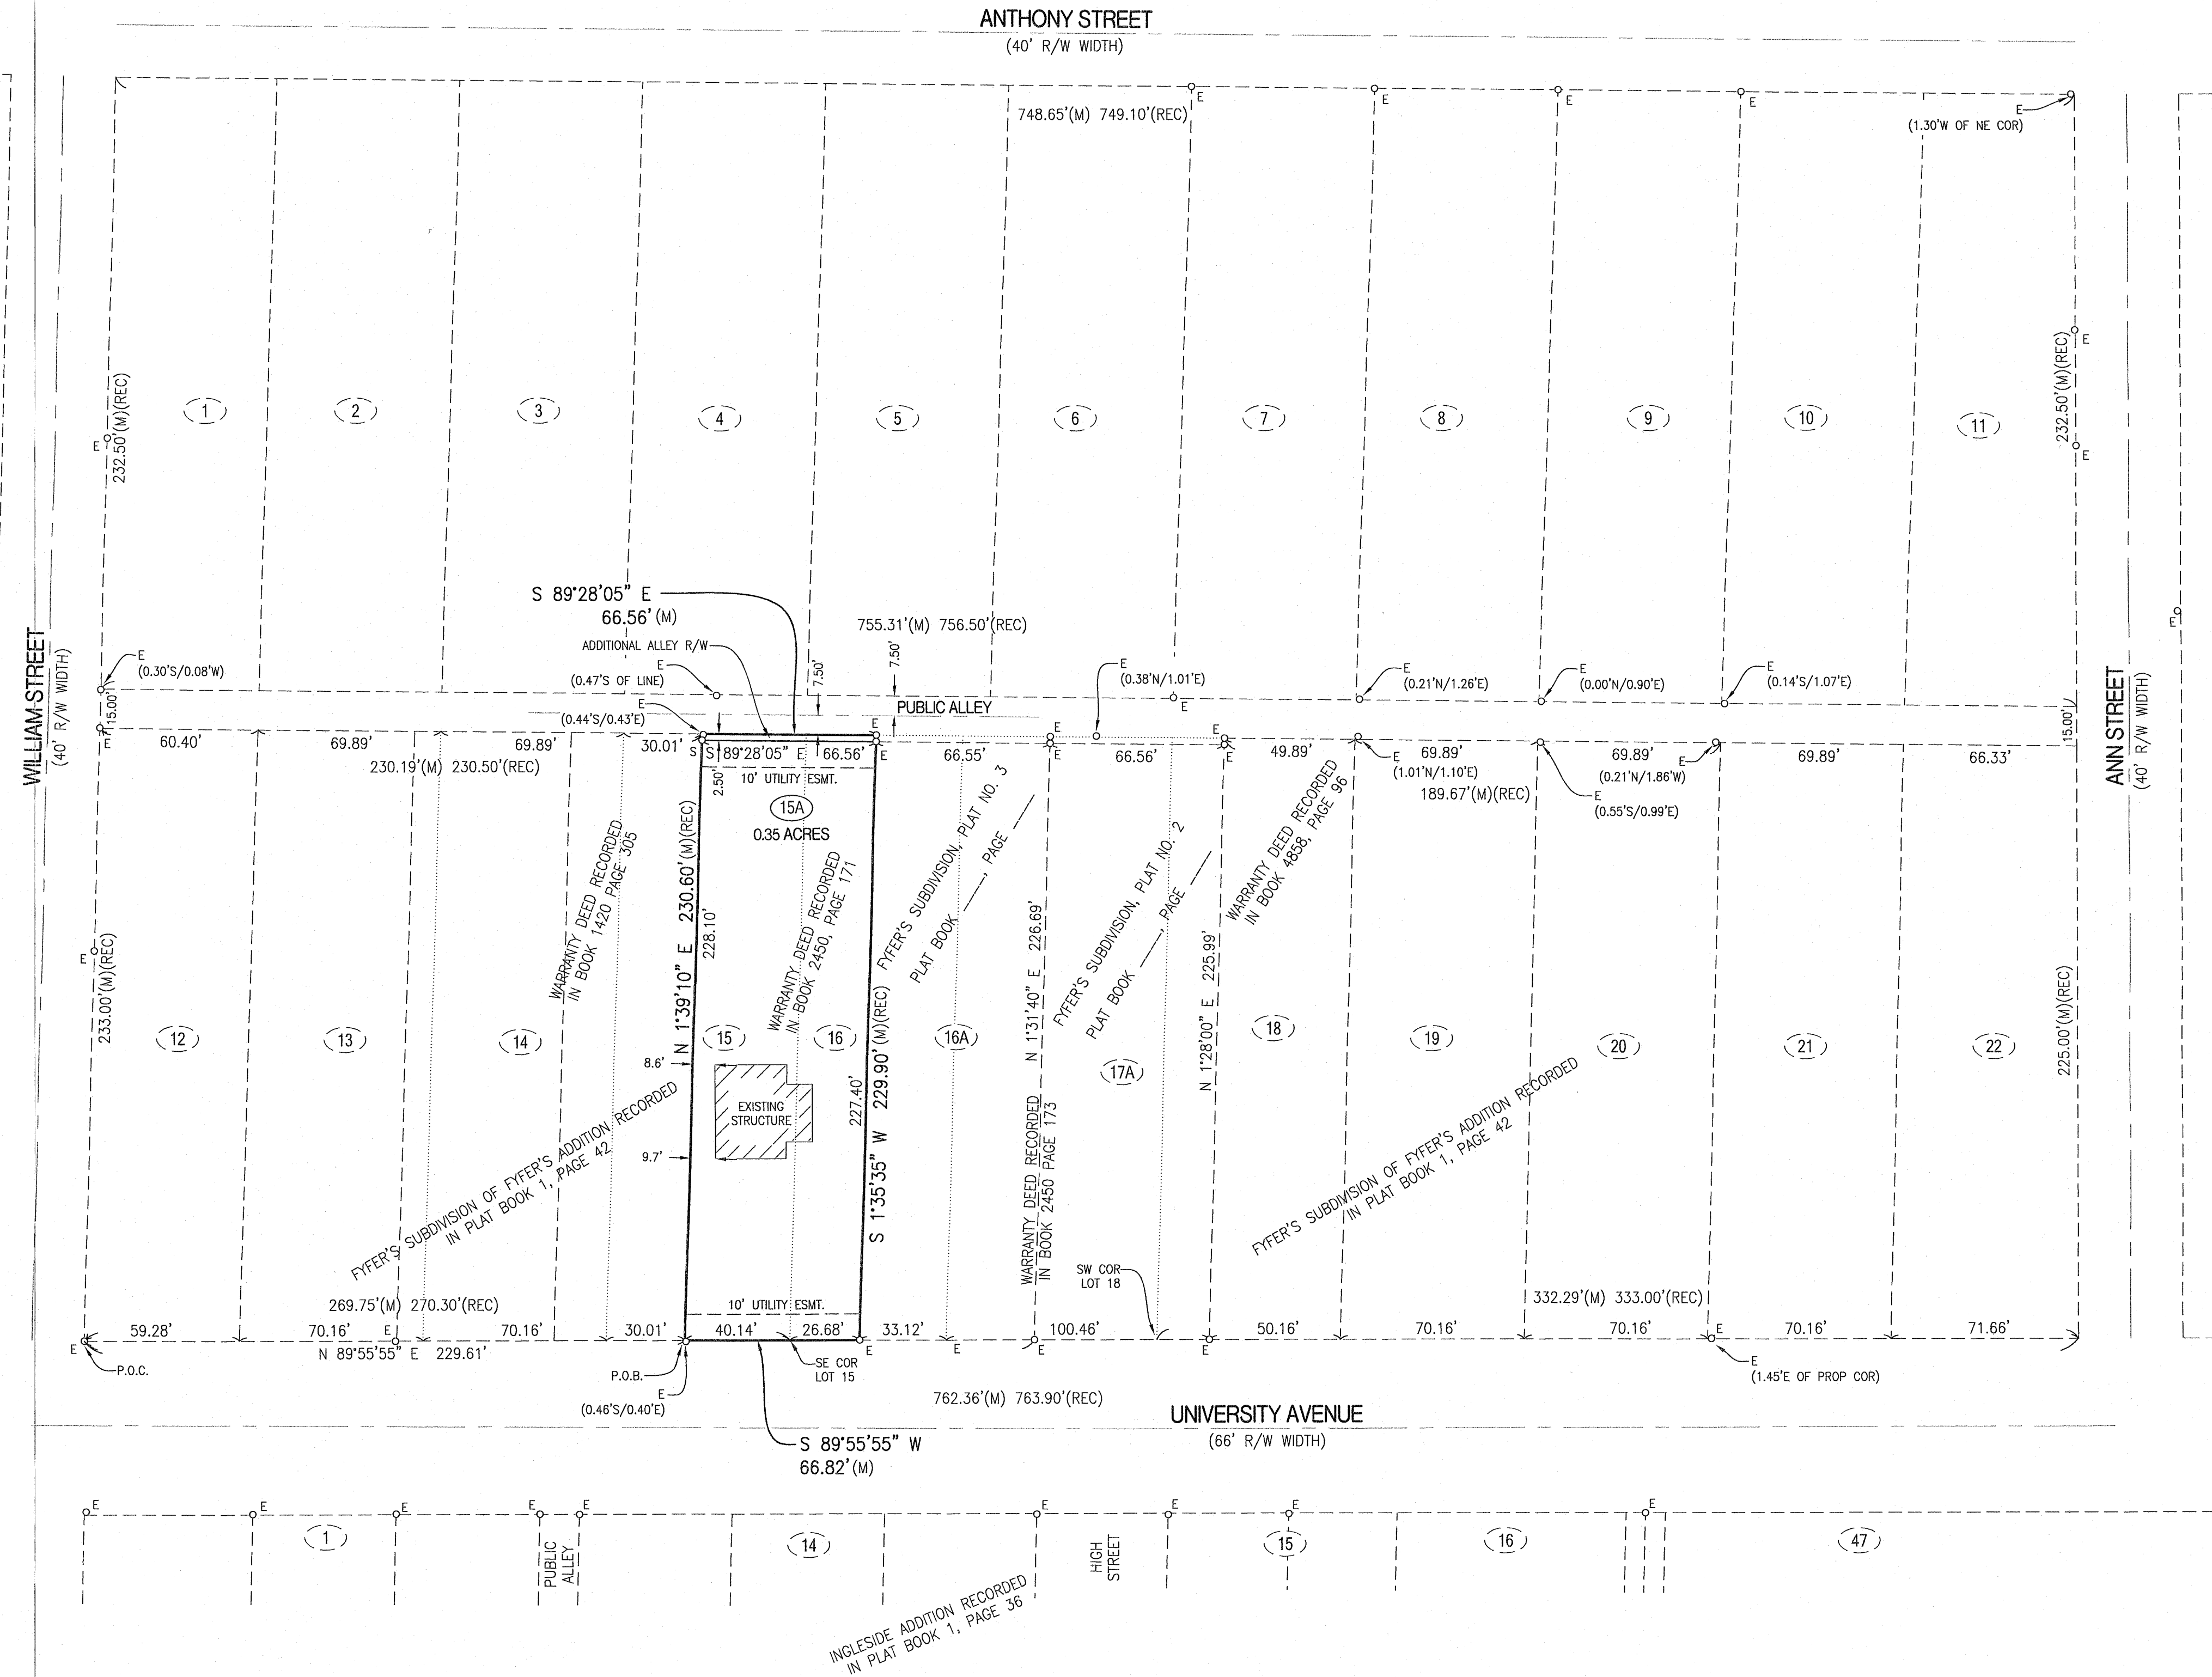 ANTHONY STREET
(40' R/W WIDTH)
748.65'(M) 749.10'(REC)
E
E
E
E
E
(1.30'W OF NE COR)
232.50'(M)(REC)
E
1
2
3
4
5
6
7
8
9
10
11
232.50'(M)(REC)
E
E
E
WILLIAM STREET
(40' R/W WIDTH)
ANN STREET
(40' R/W WIDTH)
S 89°28'05" E
66.56' (M)
ADDITIONAL ALLEY R/W
755.31'(M) 756.50'(REC)
7.50'
7.50'
E
(0.30'S/0.08'W)
E
(0.47'S OF LINE)
E
(0.44'S/0.43'E)
PUBLIC ALLEY
E
(0.38'N/1.01'E)
E
E
(0.21'N/1.26'E)
E
(0.00'N/0.90'E)
E
(0.14'S/1.07'E)
15.00'
15.00'
E
60.40'
69.89'
69.89'
30.01'
S
S 89°28'05" E 66.56'
E
E
66.55'
E
E
66.56'
E
E
49.89'
69.89'
69.89'
69.89'
66.33'
230.19'(M) 230.50'(REC)
2.50'
10' UTILITY ESMT.
E
(1.01'N/1.10'E)
E
(0.21'N/1.86'W)
189.67'(M)(REC)
E
(0.55'S/0.99'E)
15A
0.35 ACRES
WARRANTY DEED RECORDED
IN BOOK 1420 PAGE 305
N 1°39'10" E 230.60'(M)(REC)
228.10'
WARRANTY DEED RECORDED
IN BOOK 2450, PAGE 171
S 1°35'35" W 229.90'(M)(REC)
227.40'
FYFER'S SUBDIVISION, PLAT NO. 3
PLAT BOOK ——, PAGE ——
N 1°31'40" E 226.69'
FYFER'S SUBDIVISION, PLAT NO. 2
PLAT BOOK ——, PAGE ——
N 1°28'00" E 225.99'
WARRANTY DEED RECORDED
IN BOOK 4858, PAGE 96
233.00'(M)(REC)
E
225.00'(M)(REC)
12
13
14
15
16
16A
17A
18
19
20
21
22
8.6'
9.7'
EXISTING
STRUCTURE
FYFER'S SUBDIVISION OF FYFER'S ADDITION RECORDED
IN PLAT BOOK 1, PAGE 42
WARRANTY DEED RECORDED
IN BOOK 2450 PAGE 173
FYFER'S SUBDIVISION OF FYFER'S ADDITION RECORDED
IN PLAT BOOK 1, PAGE 42
SW COR
LOT 18
269.75'(M) 270.30'(REC)
10' UTILITY ESMT.
332.29'(M) 333.00'(REC)
59.28'
70.16'
E
70.16'
30.01'
40.14'
26.68'
33.12'
100.46'
50.16'
70.16'
70.16'
70.16'
71.66'
E
P.O.C.
N 89°55'55" E 229.61'
P.O.B.
E
(0.46'S/0.40'E)
SE COR
LOT 15
E
E
E
E
E
E
(1.45'E OF PROP COR)
762.36'(M) 763.90'(REC)
UNIVERSITY AVENUE
(66' R/W WIDTH)
S 89°55'55" W
66.82'(M)
E
E
E
E
E
E
E
E
E
1
PUBLIC
ALLEY
14
HIGH
STREET
15
16
47
INGLESIDE ADDITION RECORDED
IN PLAT BOOK 1, PAGE 36